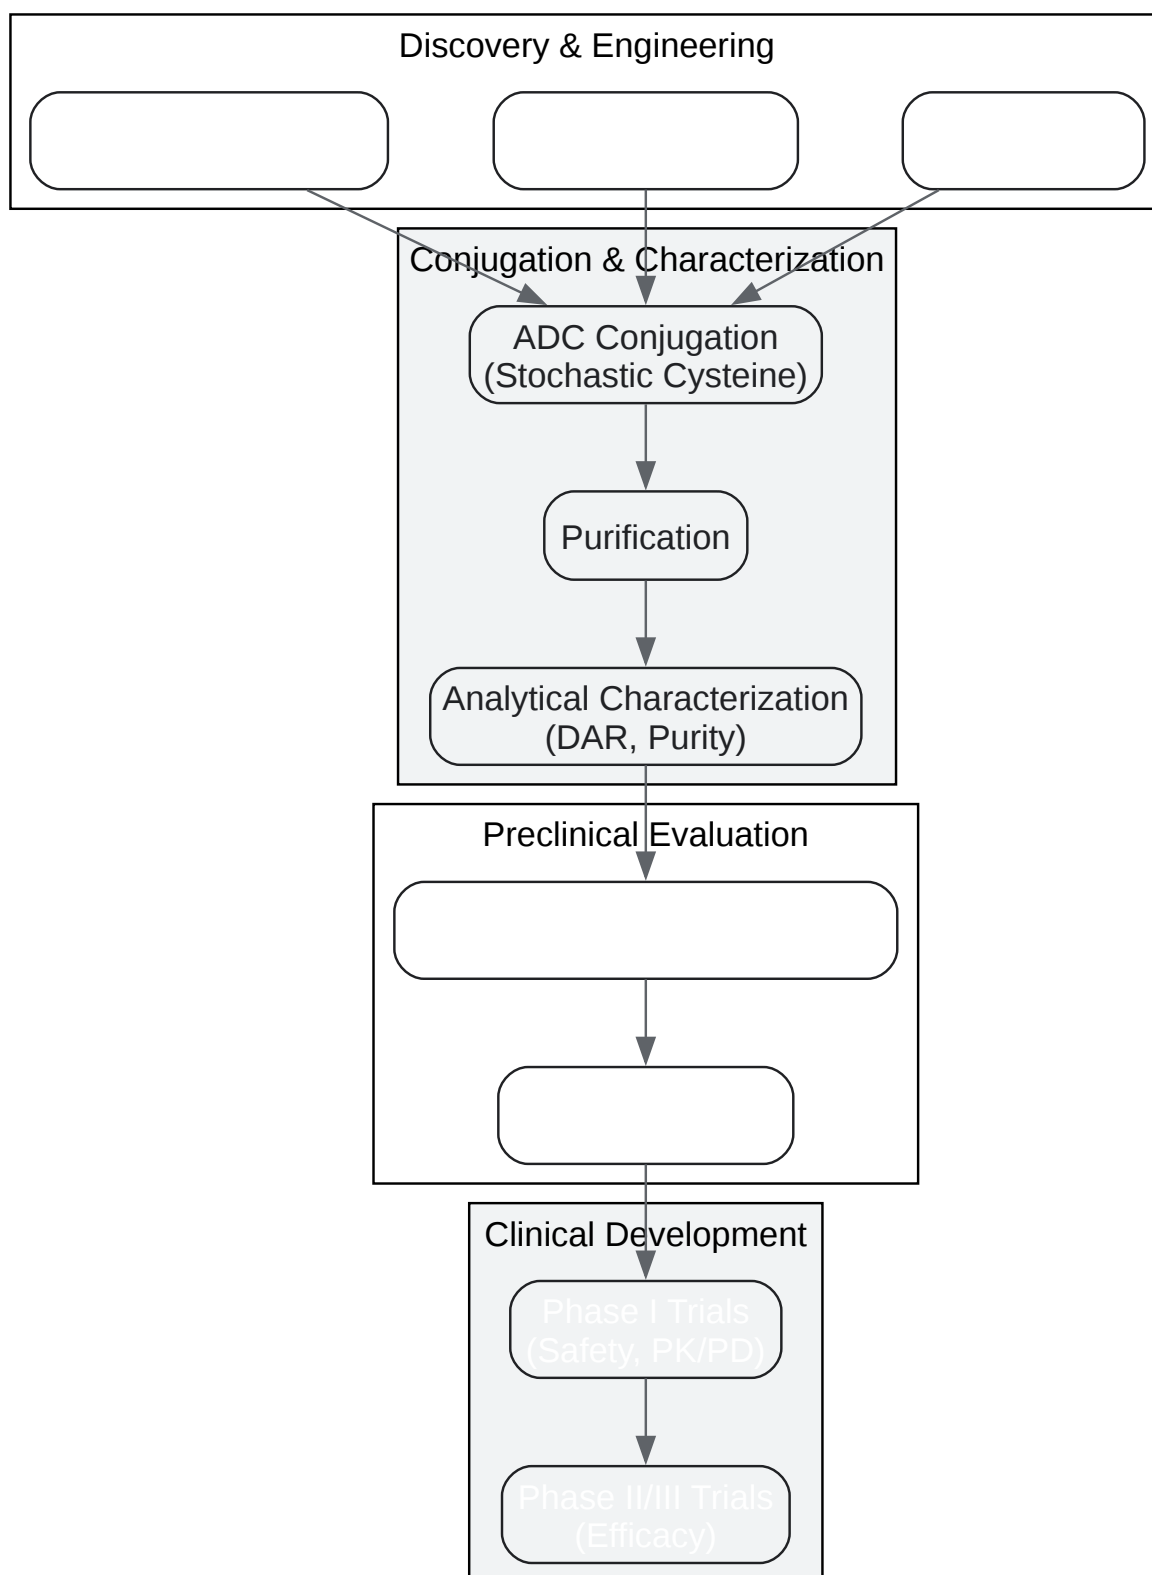 Discovery & Engineering
Conjugation & Characterization
ADC Conjugation
(Stochastic Cysteine)
Purification
Analytical Characterization
(DAR, Purity)
Preclinical Evaluation
Clinical Development
Phase I Trials
(Safety, PK/PD)
Phase II/III Trials
(Efficacy)